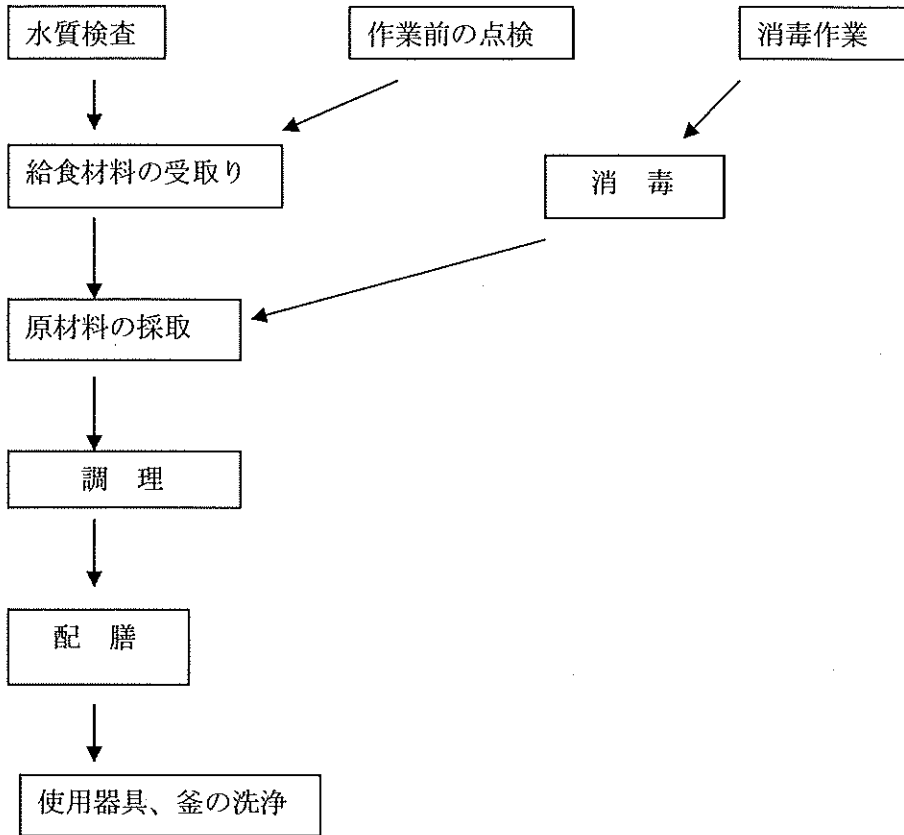 水質検査
作業前の点検
消毒作業
給食材料の受取り
消　毒
原材料の採取
調　理
配　膳
使用器具、釜の洗浄